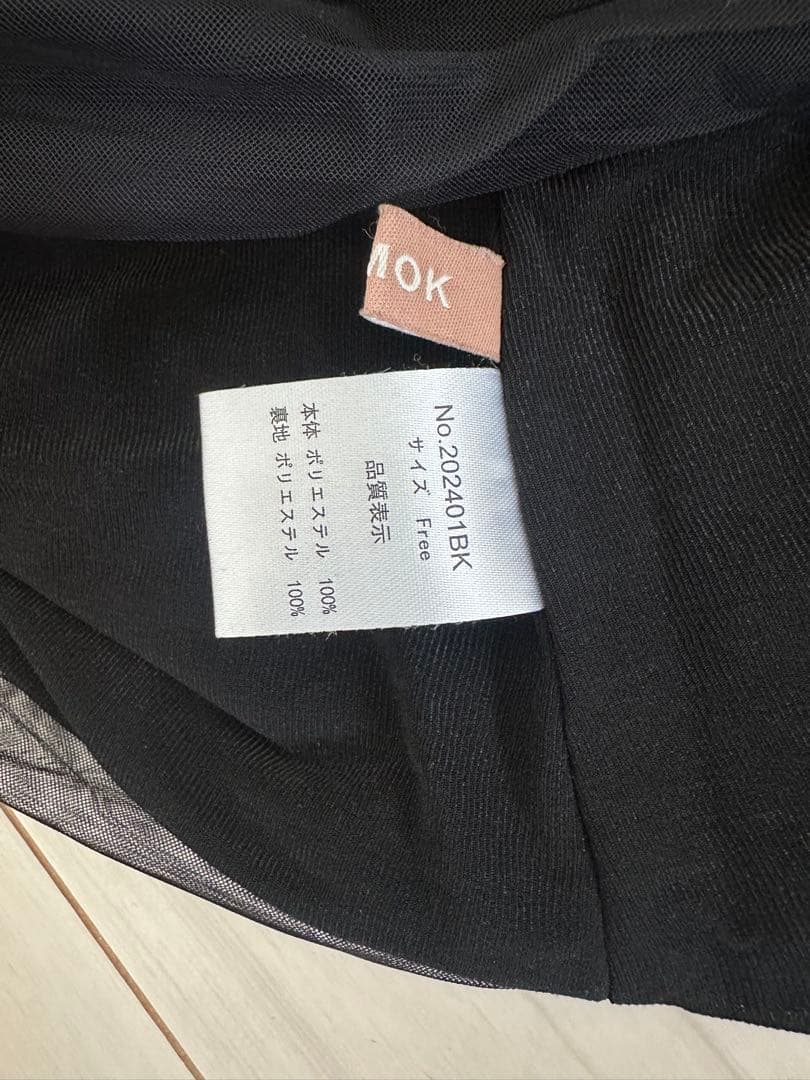 MOK
No.202401BK
サイズ Free
品質表示
本体 ポリエステル 100%
裏地 ポリエステル 100%